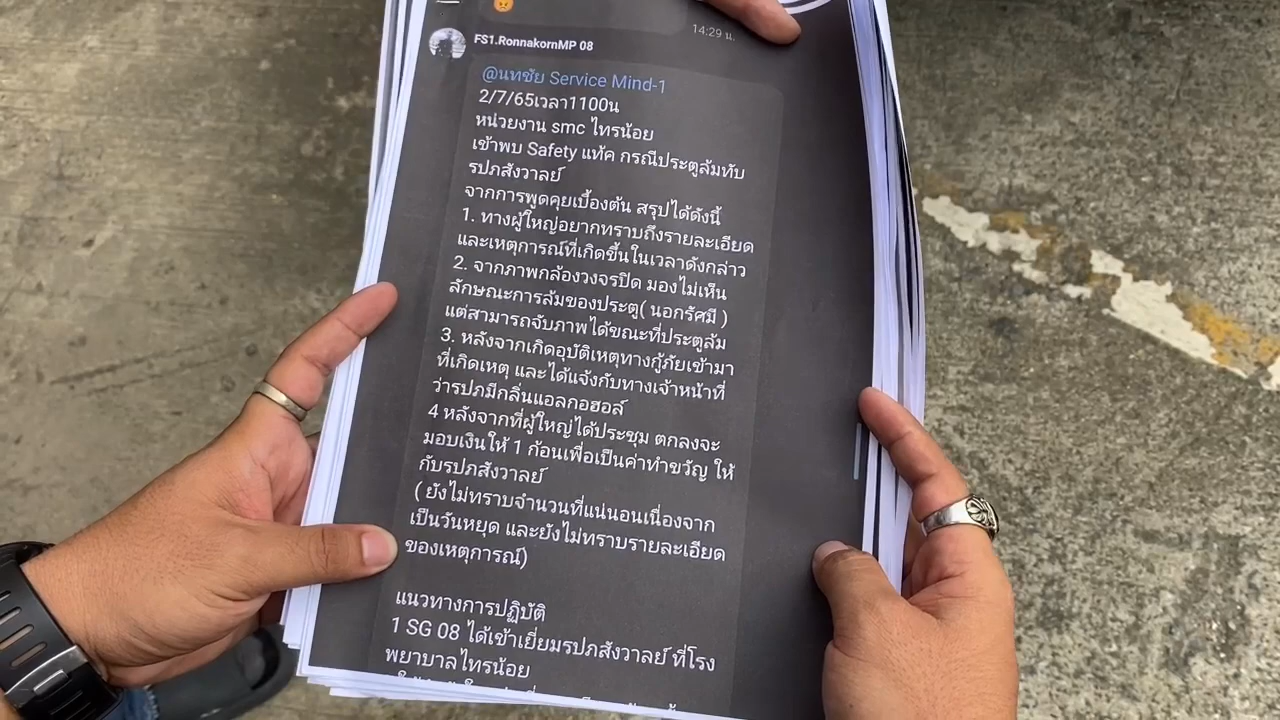 14:29 น.
FS1.RonnakornMP 08
@นทชัย Service Mind-1
2/7/65เวลา1100น
หน่วยงาน smc ไทรน้อย
เข้าพบ Safety แท้ค กรณีประตูล้มทับ
รปภสังวาลย์
จากการพูดคุยเบื้องต้น สรุปได้ดังนี้
1. ทางผู้ใหญ่อยากทราบถึงรายละเอียด
และเหตุการณ์ที่เกิดขึ้นในเวลาดังกล่าว
2. จากภาพกล้องวงจรปิด มองไม่เห็น
ลักษณะการล้มของประตู( นอกรัศมี )
แต่สามารถจับภาพได้ขณะที่ประตูล้ม
3. หลังจากเกิดอุบัติเหตุทางกู้ภัยเข้ามา
ที่เกิดเหตุ และได้แจ้งกับทางเจ้าหน้าที่
ว่ารปภมีกลิ่นแอลกอฮอล์
4 หลังจากที่ผู้ใหญ่ได้ประชุม ตกลงจะ
มอบเงินให้ 1 ก้อนเพื่อเป็นค่าทำขวัญ ให้
กับรปภสังวาลย์
( ยังไม่ทราบจำนวนที่แน่นอนเนื่องจาก
เป็นวันหยุด และยังไม่ทราบรายละเอียด
ของเหตุการณ์)
แนวทางการปฏิบัติ
1 SG 08 ได้เข้าเยี่ยมรปภสังวาลย์ ที่โรง
พยาบาลไทรน้อย